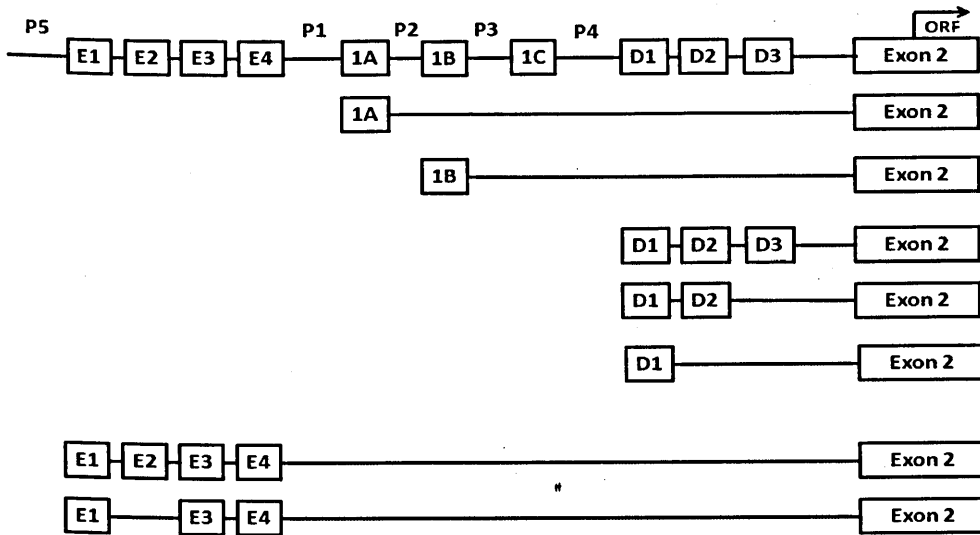 P5 P1 P2 P3 P4 ORF
E1 E2 E3 E4 1A 1B 1C D1 D2 D3 Exon 2
1A Exon 2
1B Exon 2
D1 D2 D3 Exon 2
D1 D2 Exon 2
D1 Exon 2
E1 E2 E3 E4 Exon 2
#
E1 E3 E4 Exon 2